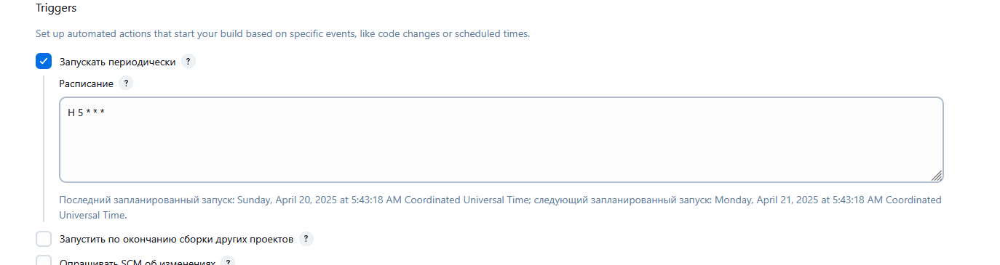 Triggers
Set up automated actions that start your build based on specific events, like code changes or scheduled times.
Запускать периодически ?
Расписание ?
H 5 * * *
Последний запланированный запуск: Sunday, April 20, 2025 at 5:43:18 AM Coordinated Universal Time; следующий запланированный запуск: Monday, April 21, 2025 at 5:43:18 AM Coordinated
Universal Time.
Запустить по окончанию сборки других проектов ?
Опрашивать SCM об изменениях ?